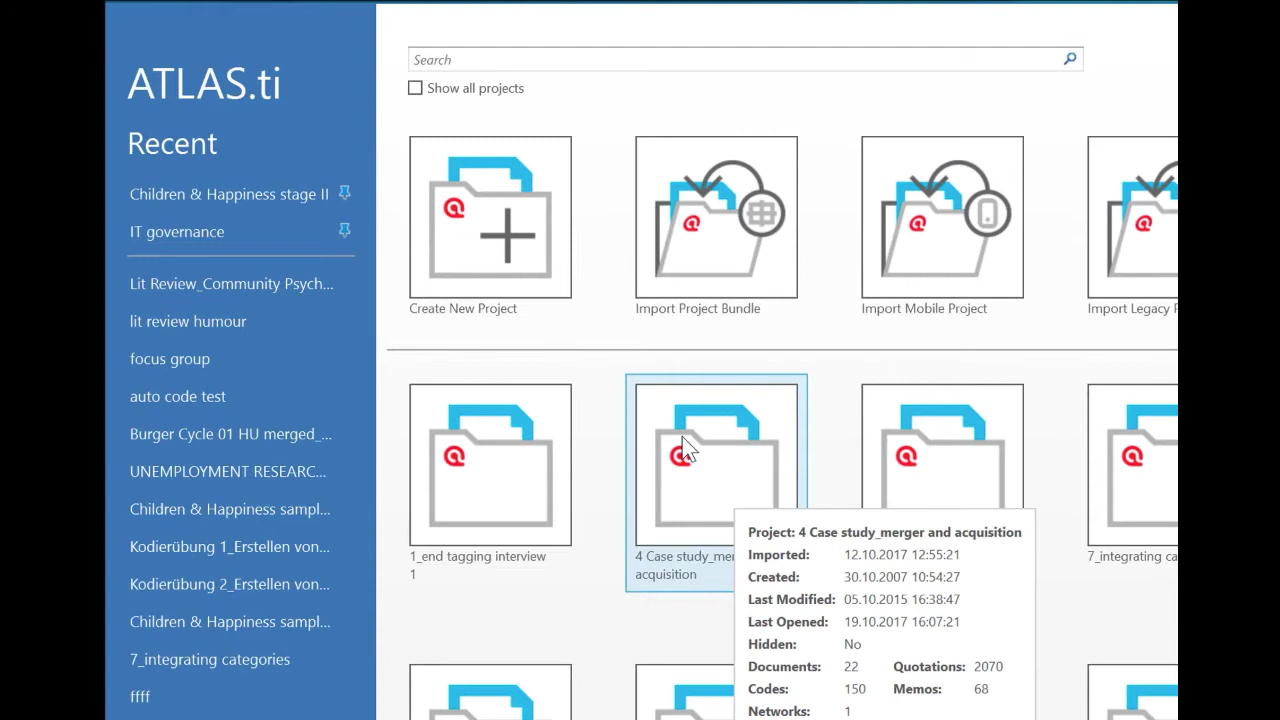 ATLAS.ti
Recent
Children & Happiness stage II
IT governance
Lit Review_Community Psych...
lit review humour
focus group
auto code test
Burger Cycle 01 HU merged_...
UNEMPLOYMENT RESEARC...
Children & Happiness sampl...
Kodierübung 1_Erstellen von...
Kodierübung 2_Erstellen von...
Children & Happiness sampl...
7_integrating categories
ffff
Search
Show all projects
Create New Project
Import Project Bundle
Import Mobile Project
Import Legacy P
1_end tagging interview
1
4 Case study_mer
acquisition
7_integrating ca
Project: 4 Case study_merger and acquisition
Imported: 12.10.2017 12:55:21
Created: 30.10.2007 10:54:27
Last Modified: 05.10.2015 16:38:47
Last Opened: 19.10.2017 16:07:21
Hidden: No
Documents: 22 Quotations: 2070
Codes: 150 Memos: 68
Networks: 1